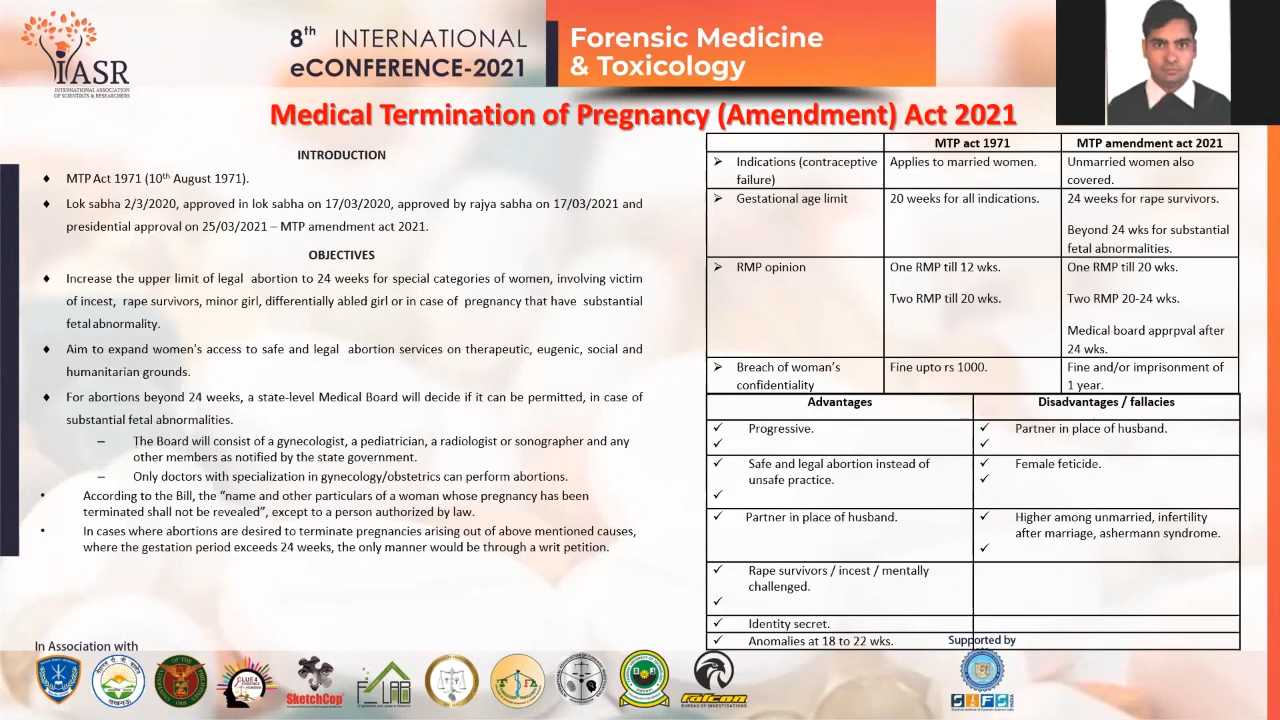 IASR
INTERNATIONAL ASSOCIATION
OF SCIENTISTS & RESEARCHERS
8th INTERNATIONAL
eCONFERENCE-2021
Forensic Medicine
& Toxicology
Medical Termination of Pregnancy (Amendment) Act 2021
INTRODUCTION
♦ MTP Act 1971 (10th August 1971).
♦ Lok sabha 2/3/2020, approved in lok sabha on 17/03/2020, approved by rajya sabha on 17/03/2021 and
presidential approval on 25/03/2021 – MTP amendment act 2021.
OBJECTIVES
♦ Increase the upper limit of legal abortion to 24 weeks for special categories of women, involving victim
of incest, rape survivors, minor girl, differentially abled girl or in case of pregnancy that have substantial
fetal abnormality.
♦ Aim to expand women's access to safe and legal abortion services on therapeutic, eugenic, social and
humanitarian grounds.
♦ For abortions beyond 24 weeks, a state-level Medical Board will decide if it can be permitted, in case of
substantial fetal abnormalities.
– The Board will consist of a gynecologist, a pediatrician, a radiologist or sonographer and any
other members as notified by the state government.
– Only doctors with specialization in gynecology/obstetrics can perform abortions.
• According to the Bill, the “name and other particulars of a woman whose pregnancy has been
terminated shall not be revealed”, except to a person authorized by law.
• In cases where abortions are desired to terminate pregnancies arising out of above mentioned causes,
where the gestation period exceeds 24 weeks, the only manner would be through a writ petition.
MTP act 1971 MTP amendment act 2021
➢ Indications (contraceptive
failure)
Applies to married women.
Unmarried women also
covered.
➢ Gestational age limit
20 weeks for all indications.
24 weeks for rape survivors.
Beyond 24 wks for substantial
fetal abnormalities.
➢ RMP opinion
One RMP till 12 wks.
Two RMP till 20 wks.
One RMP till 20 wks.
Two RMP 20-24 wks.
Medical board apprpval after
24 wks.
➢ Breach of woman’s
confidentiality
Fine upto rs 1000.
Fine and/or imprisonment of
1 year.
Advantages Disadvantages / fallacies
✓ Progressive.
✓
✓ Partner in place of husband.
✓
✓ Safe and legal abortion instead of
unsafe practice.
✓
✓ Female feticide.
✓
✓ Partner in place of husband.
✓ Higher among unmarried, infertility
after marriage, ashermann syndrome.
✓
✓ Rape survivors / incest / mentally
challenged.
✓
✓ Identity secret.
✓ Anomalies at 18 to 22 wks.
In Association with
Supported by
CLUE4
SketchCop
F-LAB
FALCON
BUREAU OF INVESTIGATIONS
SIFS
INDIA